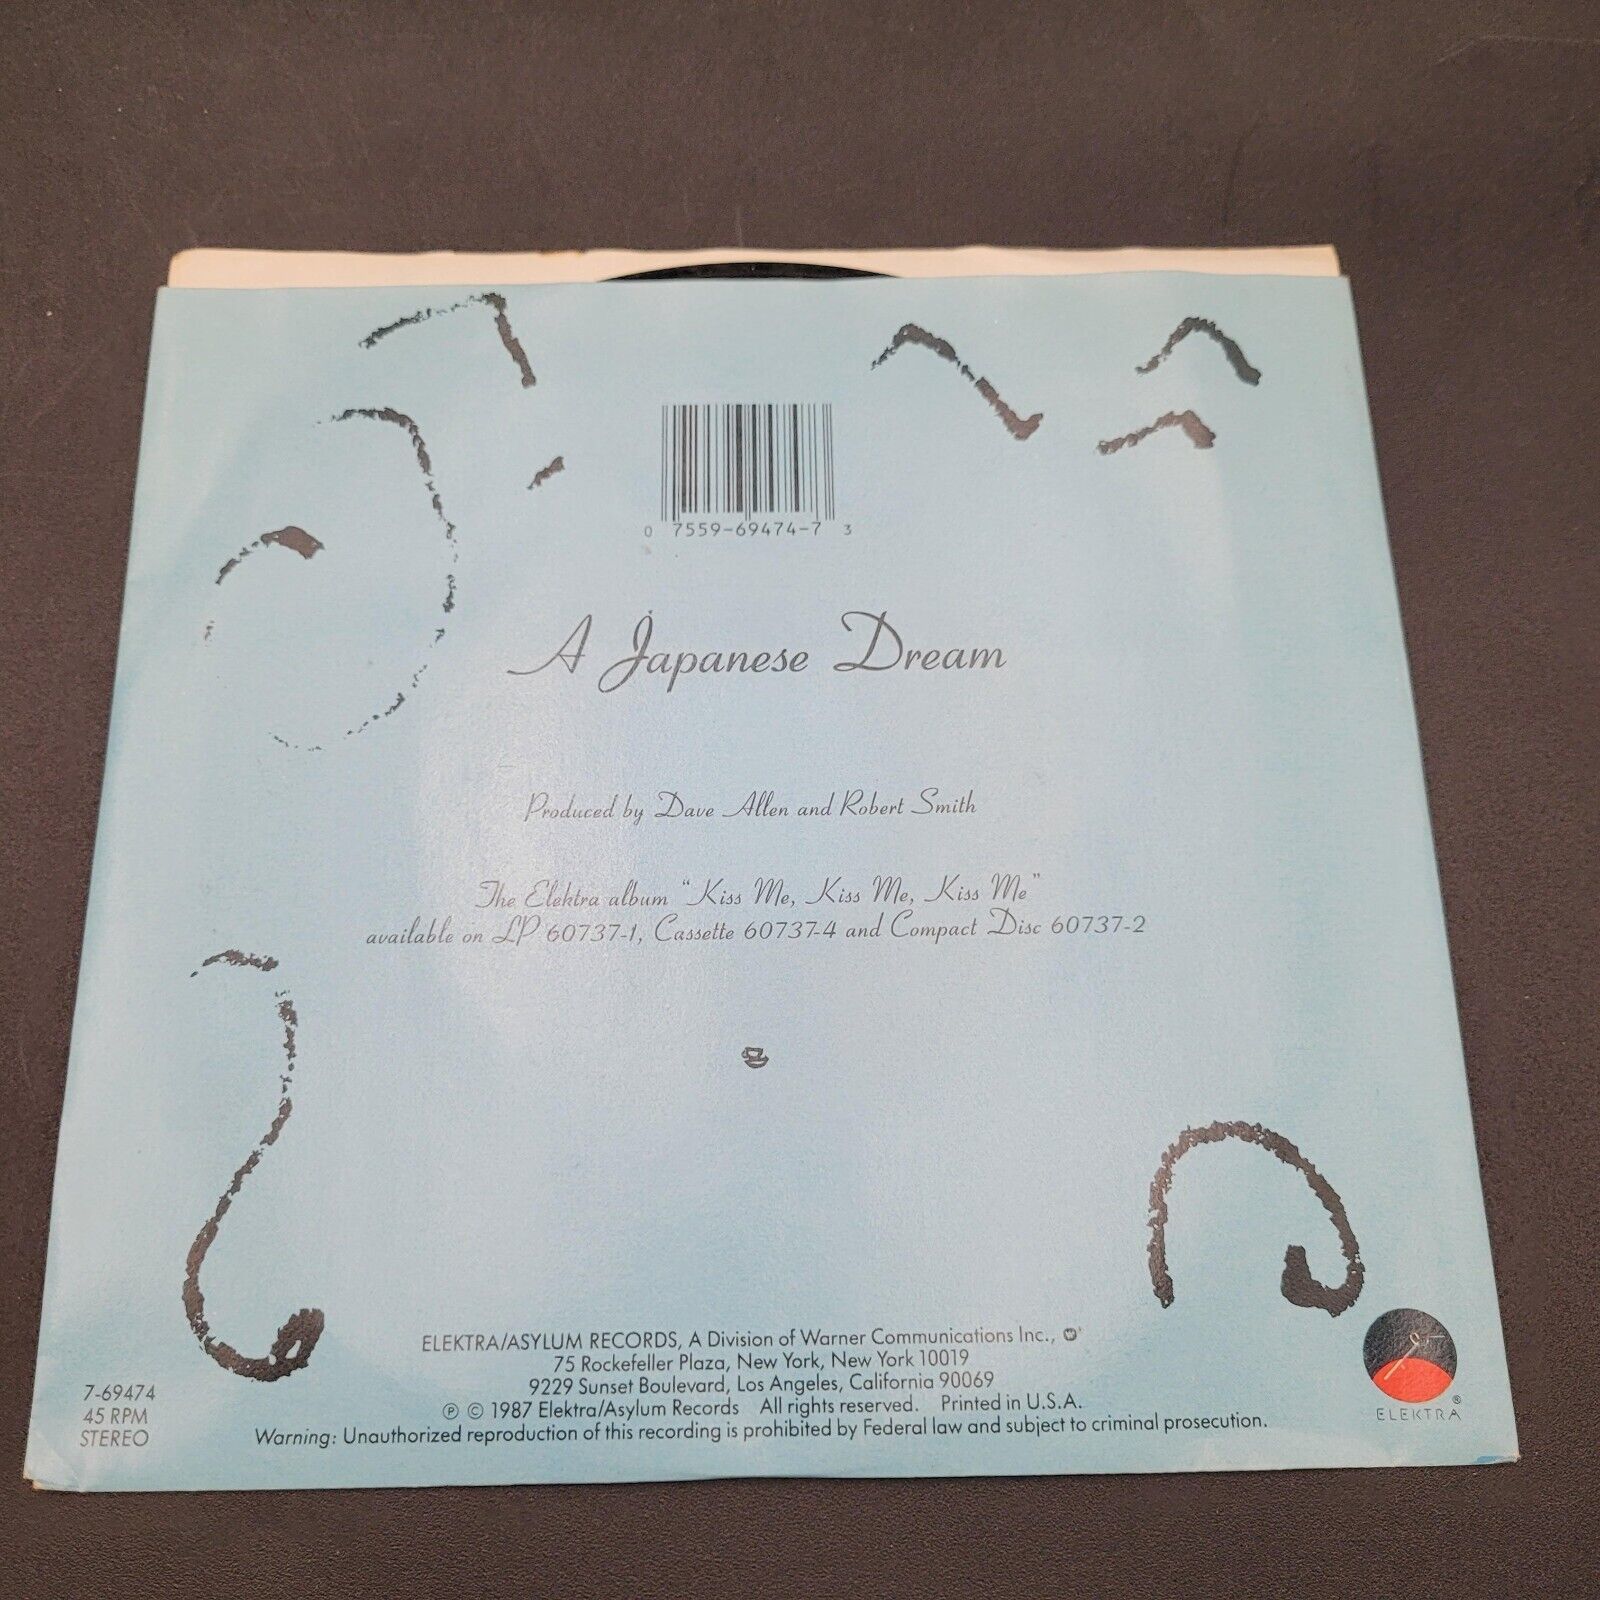 0 7559-69474-7 3
A Japanese Dream
Produced by Dave Allen and Robert Smith
The Elektra album “Kiss Me, Kiss Me, Kiss Me”
available on LP 60737-1, Cassette 60737-4 and Compact Disc 60737-2
ELEKTRA/ASYLUM RECORDS, A Division of Warner Communications Inc.,
75 Rockefeller Plaza, New York, New York 10019
9229 Sunset Boulevard, Los Angeles, California 90069
℗ © 1987 Elektra/Asylum Records All rights reserved. Printed in U.S.A.
Warning: Unauthorized reproduction of this recording is prohibited by Federal law and subject to criminal prosecution.
7-69474
45 RPM
STEREO
ELEKTRA®